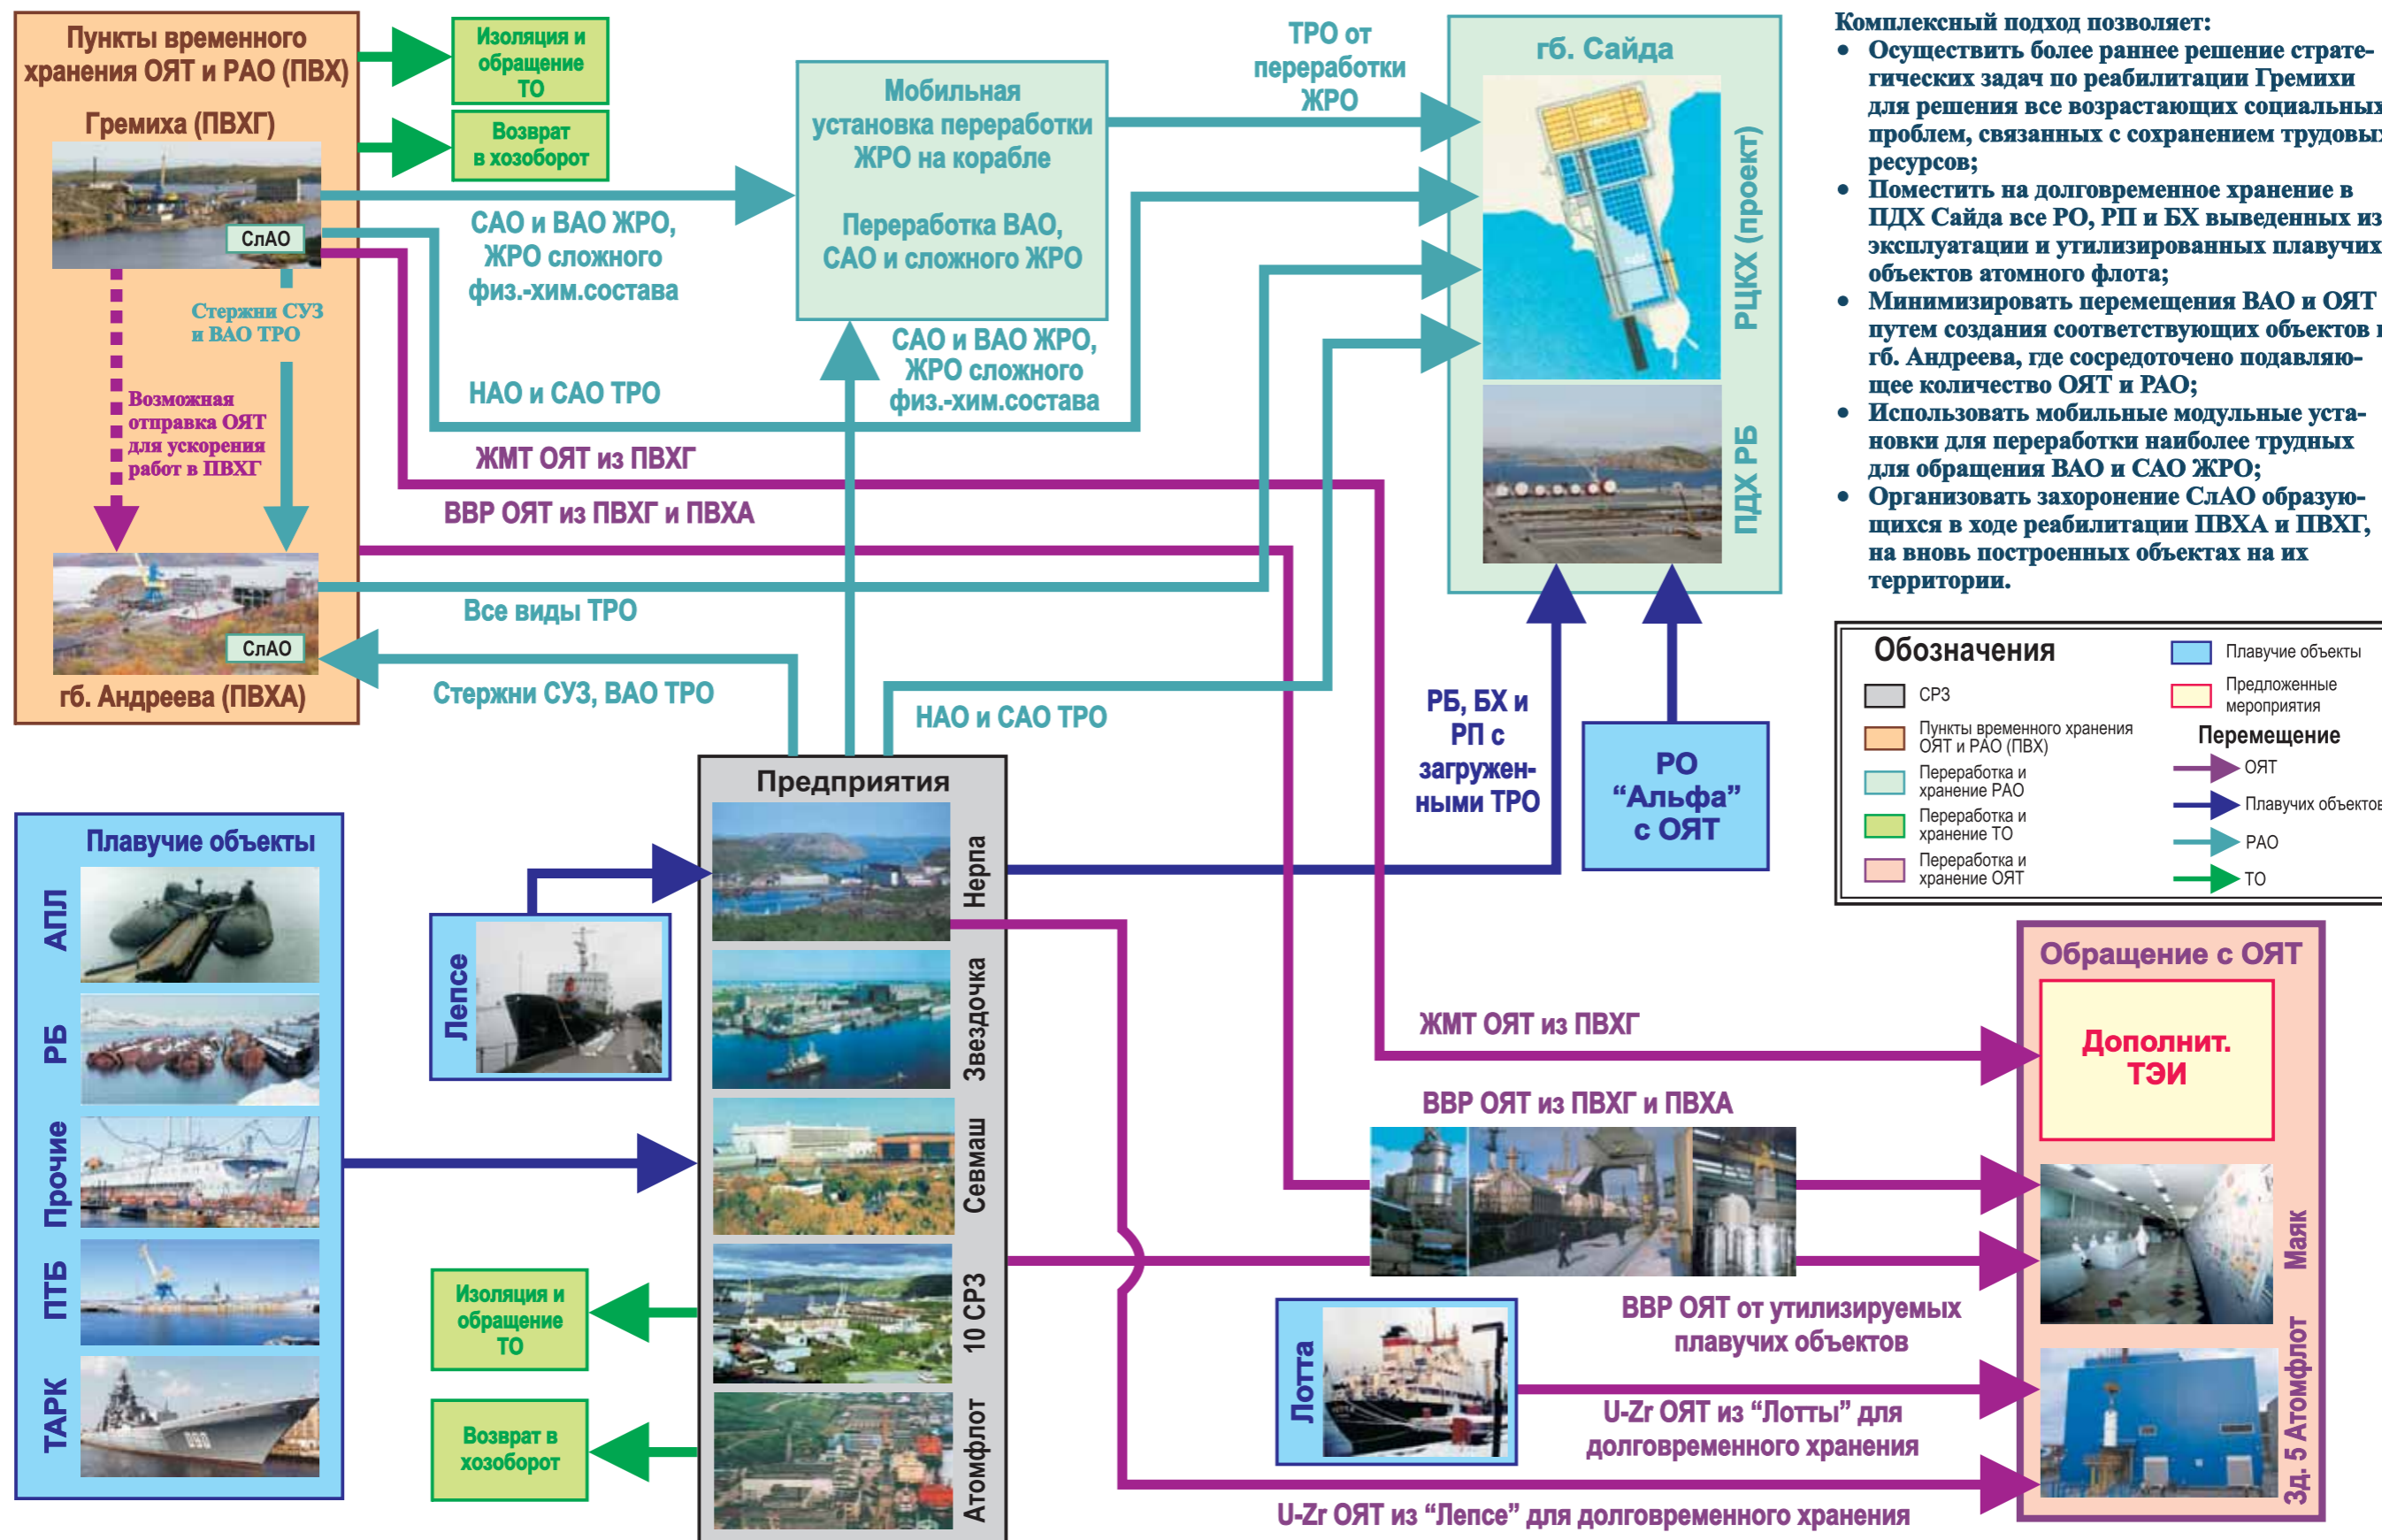 Пункты временного
хранения ОЯТ и РАО (ПВХ)
Гремиха (ПВХГ)
СлАО
Стержни СУЗ
и ВАО ТРО
Возможная
отправка ОЯТ
для ускорения
работ в ПВХГ
СлАО
гб. Андреева (ПВХА)
Изоляция и
обращение
ТО
Возврат
в хозоборот
САО и ВАО ЖРО,
ЖРО сложного
физ.-хим.состава
НАО и САО ТРО
ЖМТ ОЯТ из ПВХГ
ВВР ОЯТ из ПВХГ и ПВХА
Все виды ТРО
Стержни СУЗ, ВАО ТРО
Мобильная
установка переработки
ЖРО на корабле
Переработка ВАО,
САО и сложного ЖРО
САО и ВАО ЖРО,
ЖРО сложного
физ.-хим.состава
НАО и САО ТРО
ТРО от
переработки
ЖРО
гб. Сайда
РЦКХ (проект)
ПДХ РБ
РБ, БХ и
РП с
загружен-
ными ТРО
РО
“Альфа”
с ОЯТ
Комплексный подход позволяет:
• Осуществить более раннее решение страте-
гических задач по реабилитации Гремихи
для решения все возрастающих социальных
проблем, связанных с сохранением трудовых
ресурсов;
• Поместить на долговременное хранение в
ПДХ Сайда все РО, РП и БХ выведенных из
эксплуатации и утилизированных плавучих
объектов атомного флота;
• Минимизировать перемещения ВАО и ОЯТ
путем создания соответствующих объектов
гб. Андреева, где сосредоточено подавляю-
щее количество ОЯТ и РАО;
• Использовать мобильные модульные уста-
новки для переработки наиболее трудных
для обращения ВАО и САО ЖРО;
• Организовать захоронение СлАО образую-
щихся в ходе реабилитации ПВХА и ПВХГ,
на вновь построенных объектах на их
территории.
Обозначения
СРЗ
Пункты временного хранения
ОЯТ и РАО (ПВХ)
Переработка и
хранение РАО
Переработка и
хранение ТО
Переработка и
хранение ОЯТ
Плавучие объекты
Предложенные
мероприятия
Перемещение
ОЯТ
Плавучих объектов
РАО
ТО
Плавучие объекты
АПЛ
РБ
Прочие
ПТБ
ТАРК
090
Лепсе
Изоляция и
обращение
ТО
Возврат в
хозоборот
Предприятия
Нерпа
Звездочка
Севмаш
10 СРЗ
Атомфлот
ЖМТ ОЯТ из ПВХГ
ВВР ОЯТ из ПВХГ и ПВХА
ВВР ОЯТ от утилизируемых
плавучих объектов
Лотта
U-Zr ОЯТ из “Лотты” для
долговременного хранения
U-Zr ОЯТ из “Лепсе” для долговременного хранения
Обращение с ОЯТ
Дополнит.
ТЭИ
Маяк
Зд. 5 Атомфлот